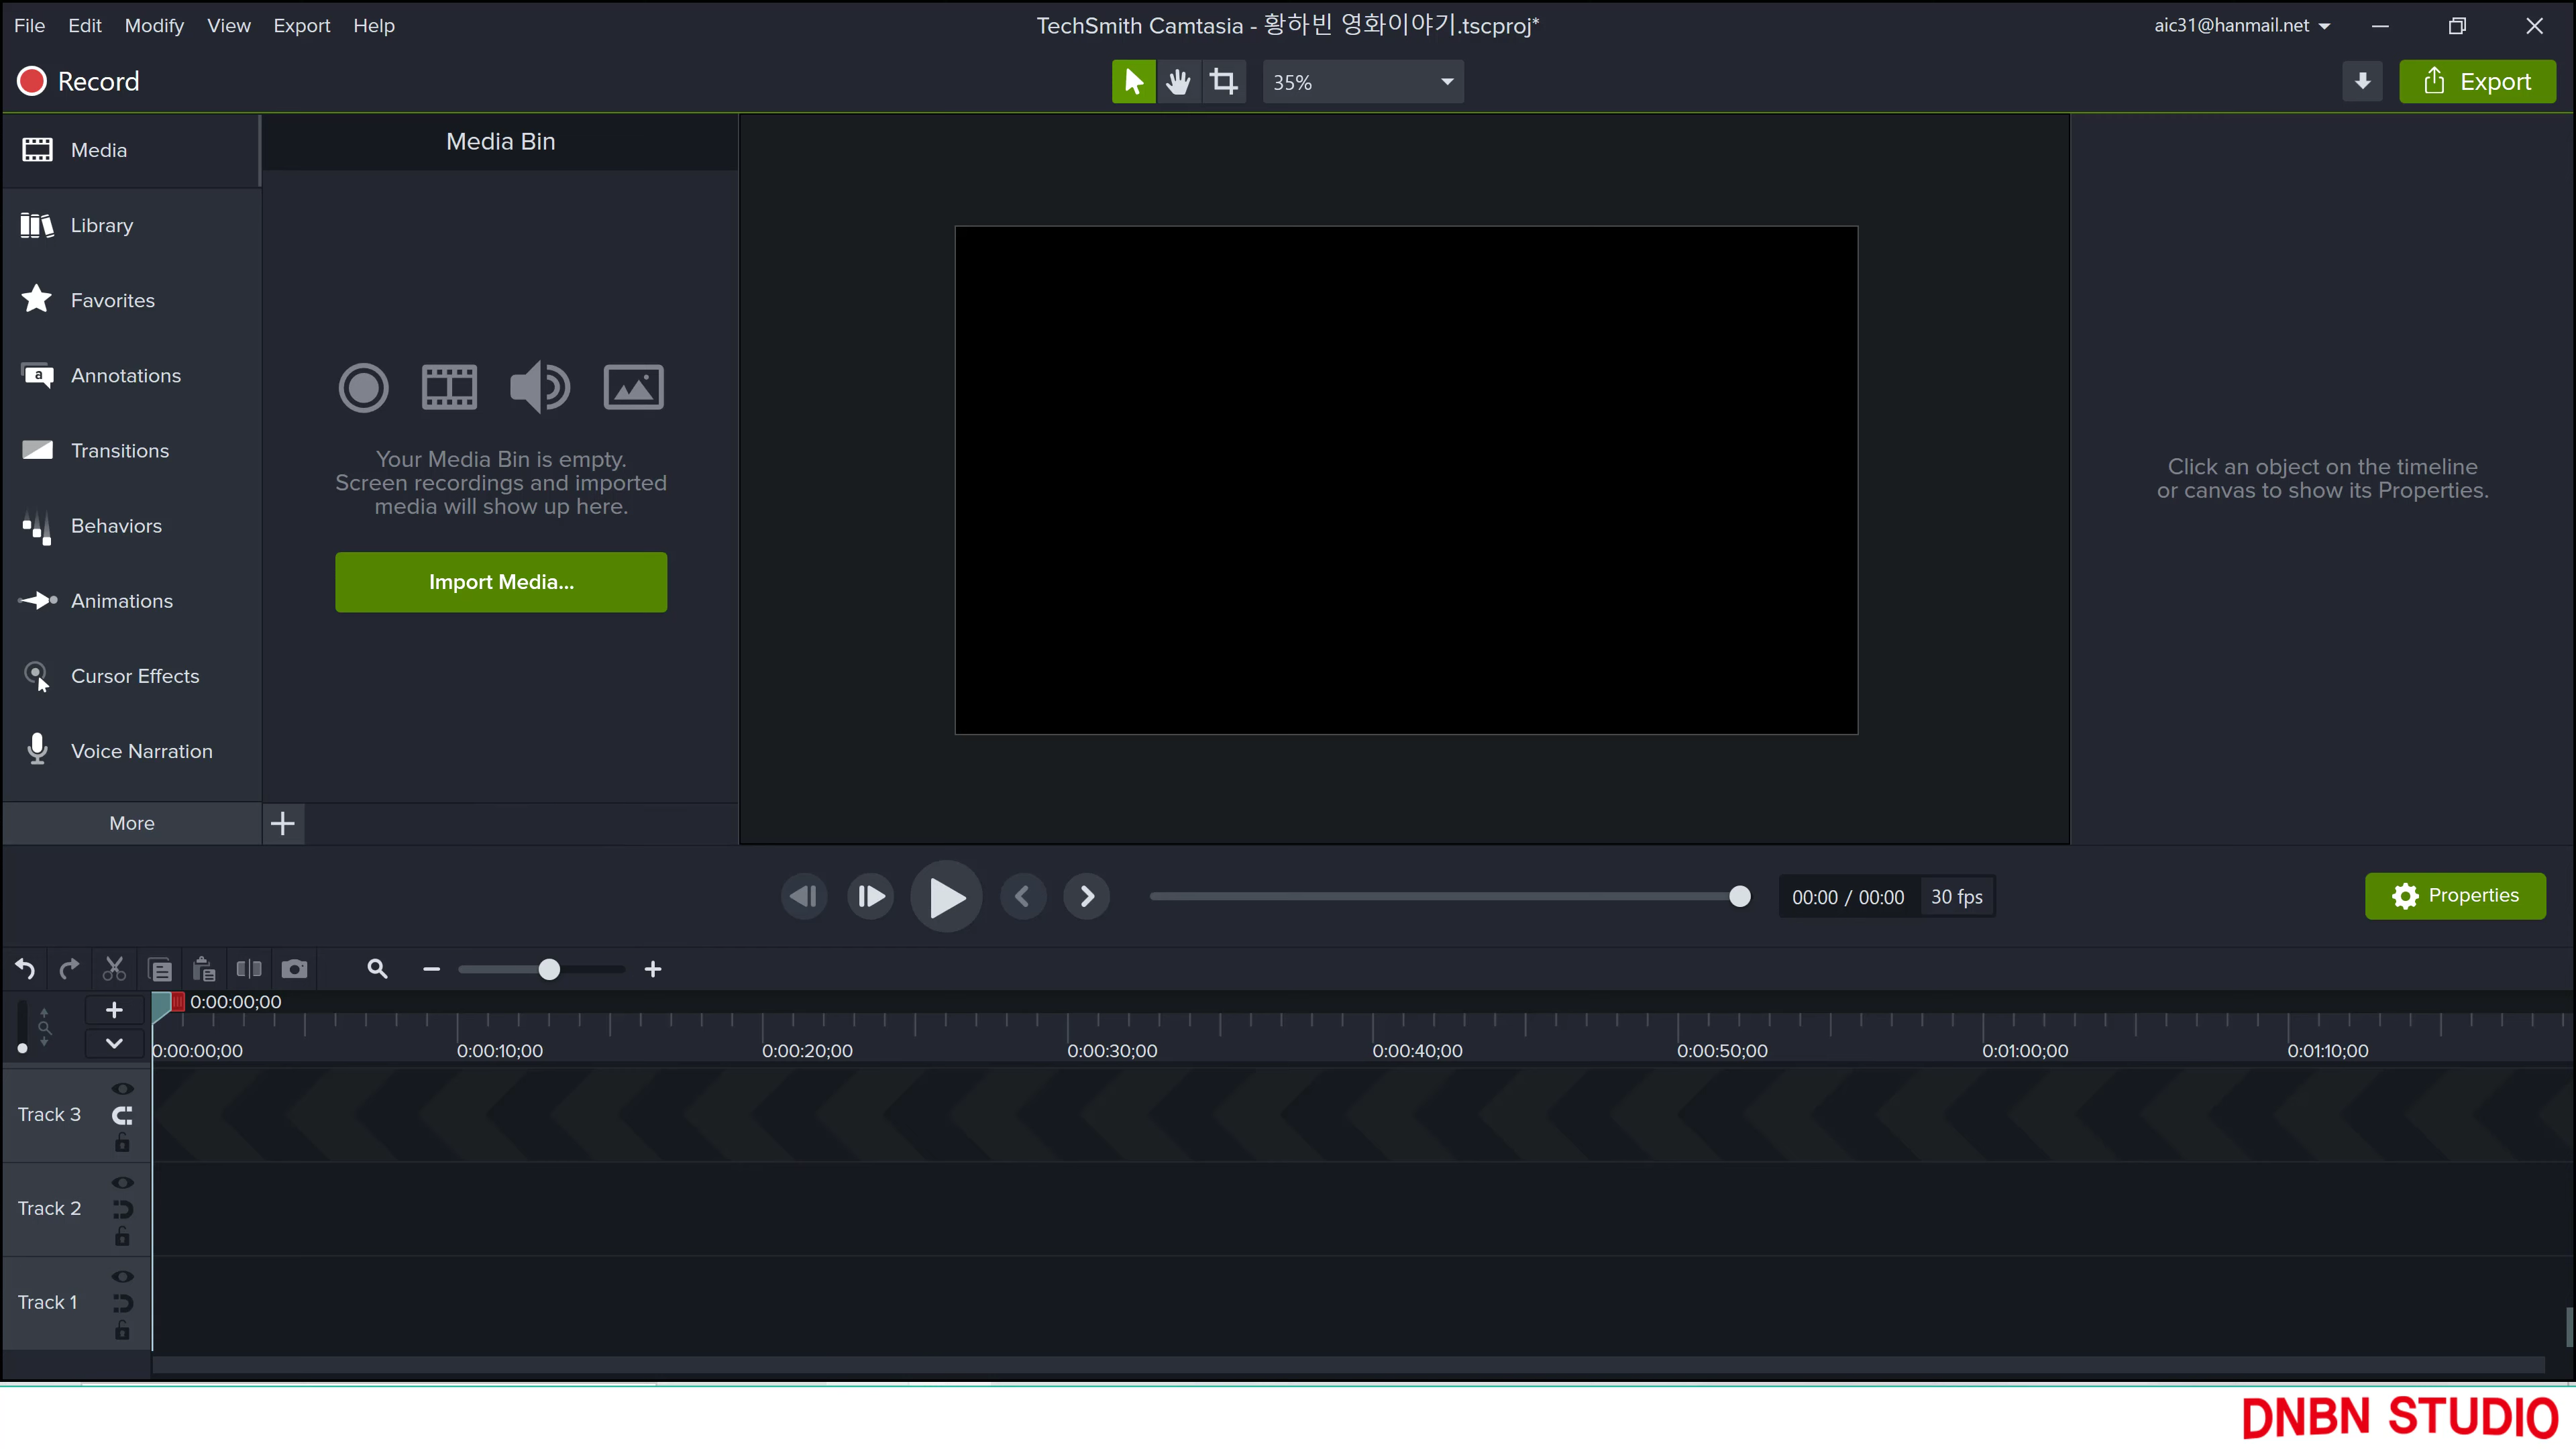 File Edit Modify View Export Help
TechSmith Camtasia - 황하빈 영화이야기.tscproj*
aic31@hanmail.net
Record
35%
Export
Media
Library
Favorites
Annotations
Transitions
Behaviors
Animations
Cursor Effects
Voice Narration
More
Media Bin
Your Media Bin is empty.
Screen recordings and imported
media will show up here.
Import Media...
Click an object on the timeline
or canvas to show its Properties.
00:00 / 00:00 30 fps
Properties
0:00:00;00
0:00:00;00 0:00:10;00 0:00:20;00 0:00:30;00 0:00:40;00 0:00:50;00 0:01:00;00 0:01:10;00
Track 3
Track 2
Track 1
DNBN STUDIO